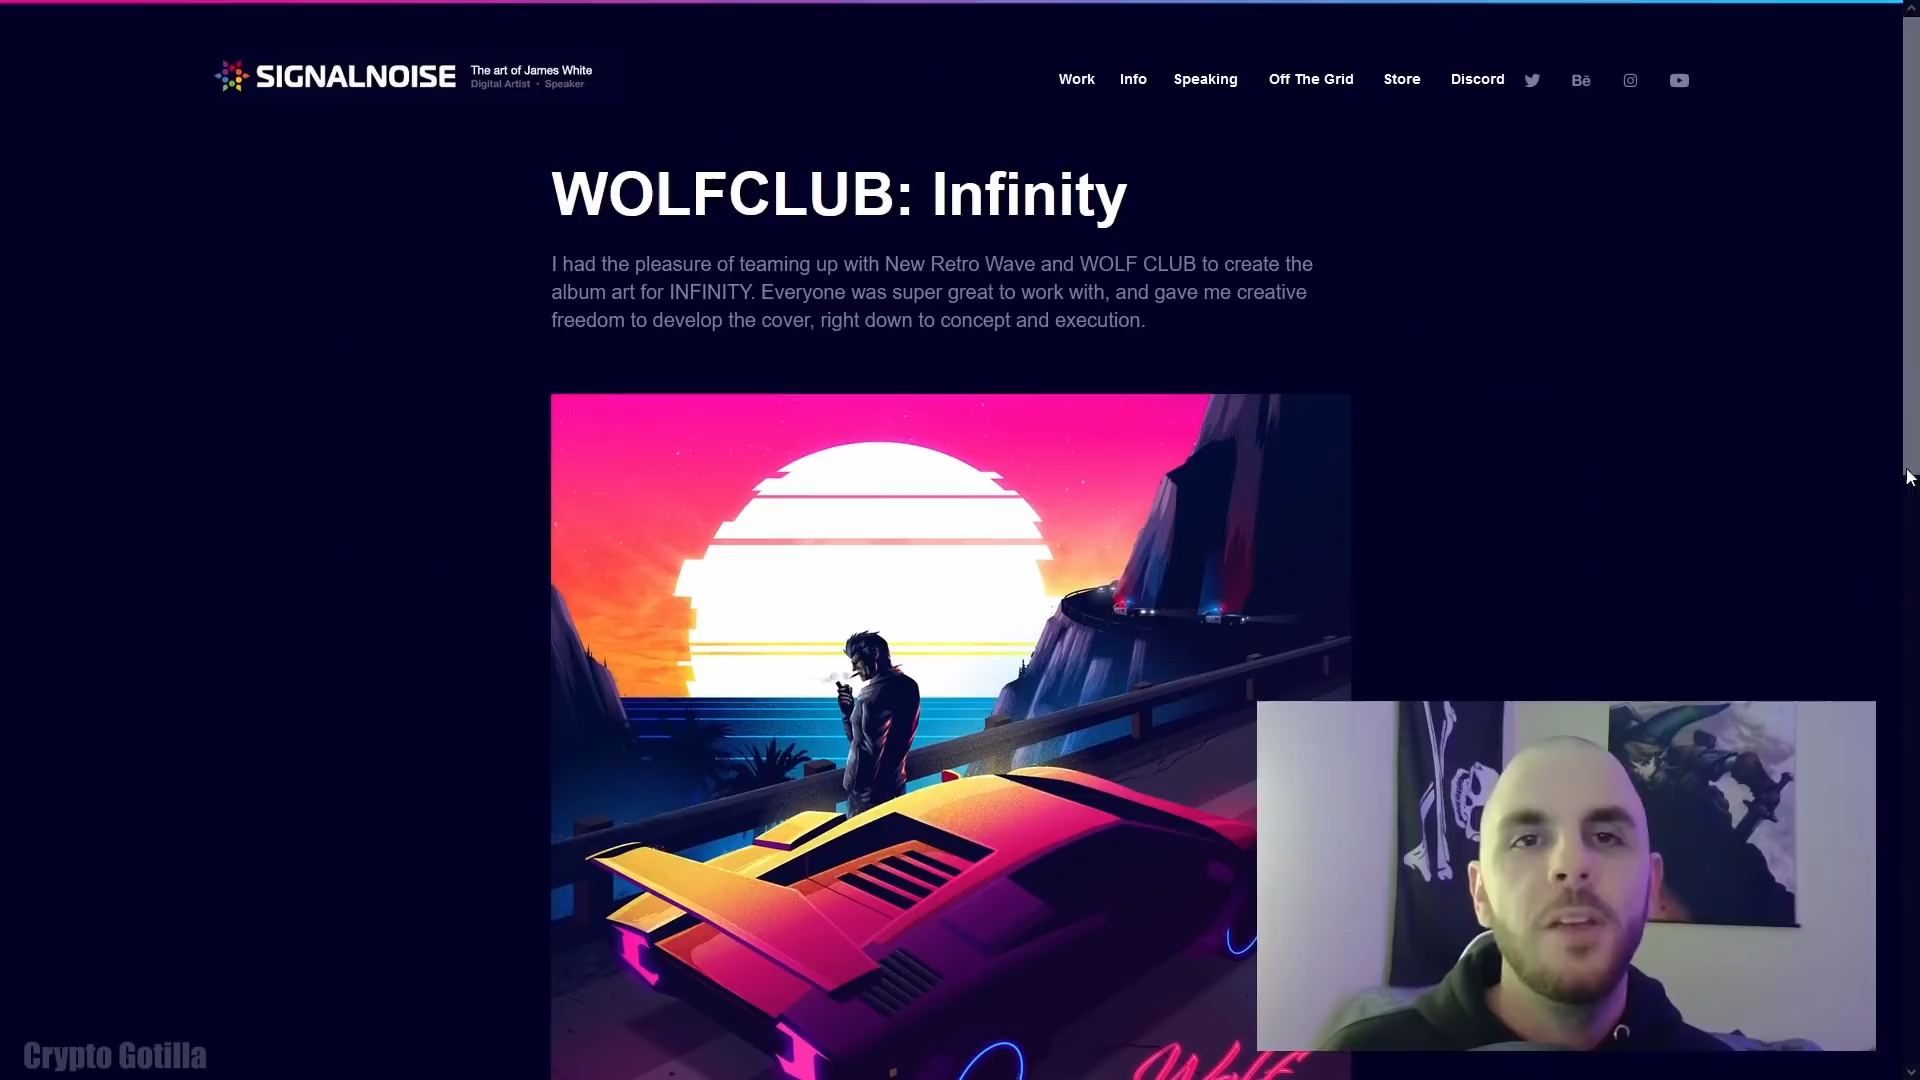 SIGNALNOISE
The art of James White
Digital Artist • Speaker
Work Info Speaking Off The Grid Store Discord Bē
WOLFCLUB: Infinity
I had the pleasure of teaming up with New Retro Wave and WOLF CLUB to create the
album art for INFINITY. Everyone was super great to work with, and gave me creative
freedom to develop the cover, right down to concept and execution.
Wolf
Crypto Gotilla